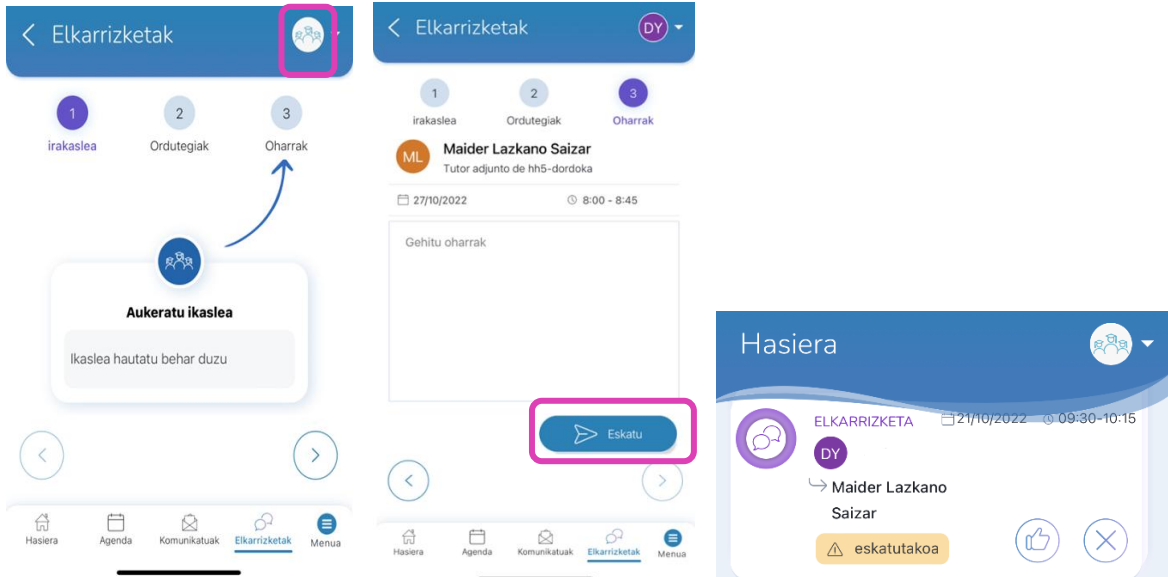 Elkarrizketak
1
2
3
irakaslea
Ordutegiak
Oharrak
Aukeratu ikaslea
Ikaslea hautatu behar duzu
Hasiera
Agenda
Komunikatuak
Elkarrizketak
Menua
Elkarrizketak
DY
1
2
3
irakaslea
Ordutegiak
Oharrak
ML
Maider Lazkano Saizar
Tutor adjunto de hh5-dordoka
27/10/2022
8:00 - 8:45
Gehitu oharrak
Eskatu
Hasiera
Agenda
Komunikatuak
Elkarrizketak
Menua
Hasiera
ELKARRIZKETA
21/10/2022
09:30-10:15
DY
Maider Lazkano
Saizar
eskatutakoa